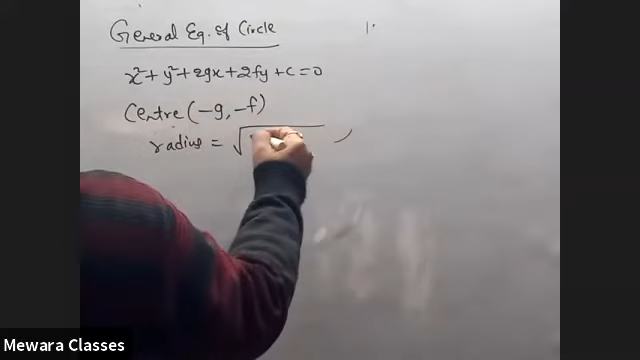 General Eq. of Circle
x² + y² + 2gx + 2fy + c = 0
Centre (-g, -f)
radius = √
Mewara Classes